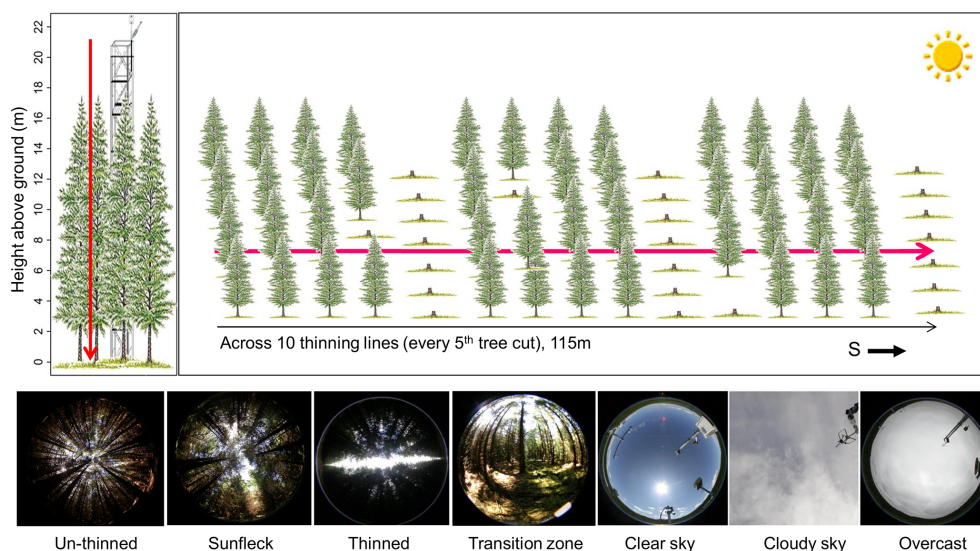 Height above ground (m)
22
20
18
16
14
12
10
8
6
4
2
0
Across 10 thinning lines (every 5th tree cut), 115m
S
Un-thinned
Sunfleck
Thinned
Transition zone
Clear sky
Cloudy sky
Overcast